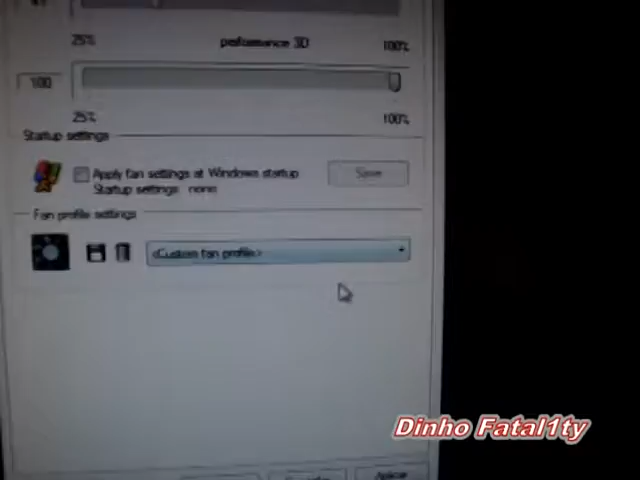 25% performance 3D 100%
100
25% 100%
Startup settings
Apply fan settings at Windows startup
Save
Startup settings: none
Fan profile settings
<Custom fan profile>
Dinho Fatal1ty
Aplicar